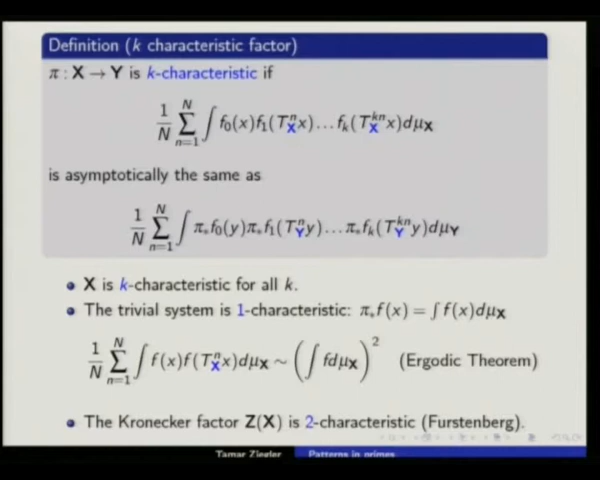 Definition (k characteristic factor)
π : X → Y is k-characteristic if
1/N ∑_{n=1}^{N} ∫ f₀(x)f₁(T_X^n x)…f_k(T_X^{kn} x)dμ_X
is asymptotically the same as
1/N ∑_{n=1}^{N} ∫ π_*f₀(y)π_*f₁(T_Y^n y)…π_*f_k(T_Y^{kn} y)dμ_Y
• X is k-characteristic for all k.
• The trivial system is 1-characteristic: π_*f(x) = ∫ f(x)dμ_X
1/N ∑_{n=1}^{N} ∫ f(x)f(T_X^n x)dμ_X ∼ (∫ fdμ_X)² (Ergodic Theorem)
• The Kronecker factor Z(X) is 2-characteristic (Furstenberg).
Tamar Ziegler Patterns in primes